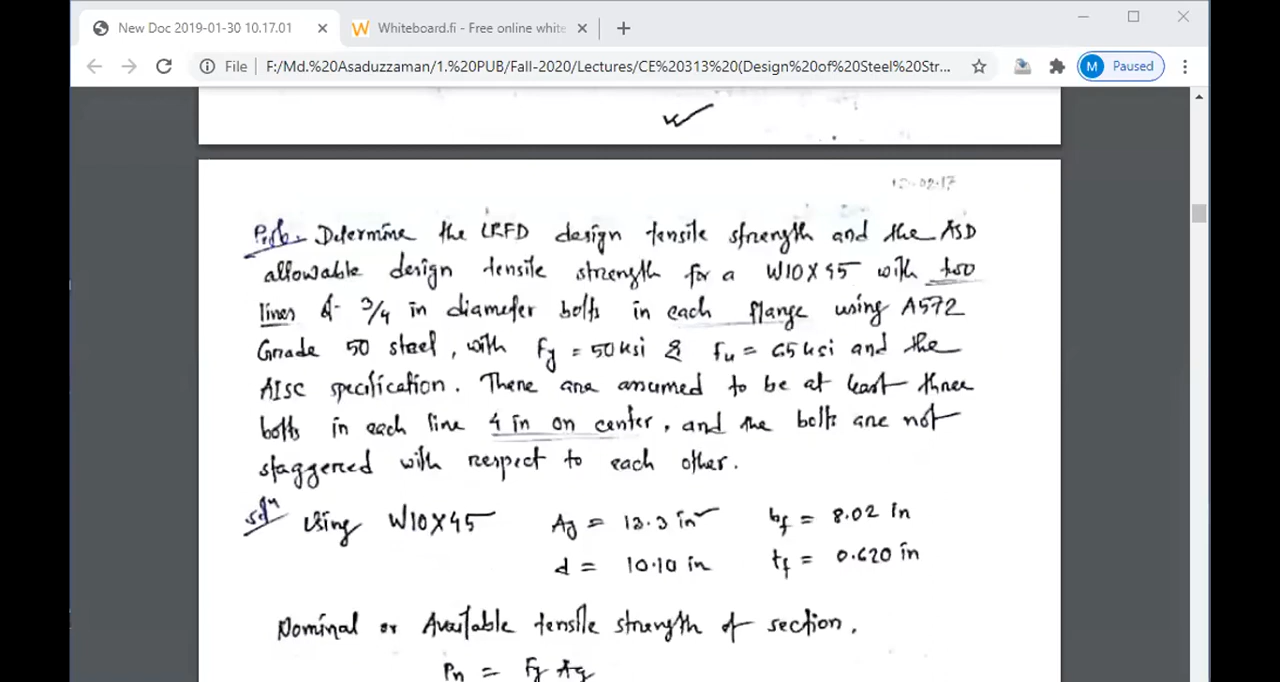 New Doc 2019-01-30 10.17.01
Whiteboard.fi - Free online white
File F:/Md.%20Asaduzzaman/1.%20PUB/Fall-2020/Lectures/CE%20313%20(Design%20of%20Steel%20Str...
M Paused
Prob. Determine the LRFD design tensile strength and the ASD
allowable design tensile strength for a W10X45 with two
lines of 3/4 in diameter bolts in each flange using A572
Grade 50 steel, with Fy = 50 ksi & Fu = 65 ksi and the
AISC specification. There are assumed to be at least three
bolts in each line 4 in on center, and the bolts are not
staggered with respect to each other.
Solⁿ Using W10X45 Ag = 13.3 in² bf = 8.02 in
d = 10.10 in tf = 0.620 in
Nominal or Available tensile strength of section,
Pn = Fy Ag